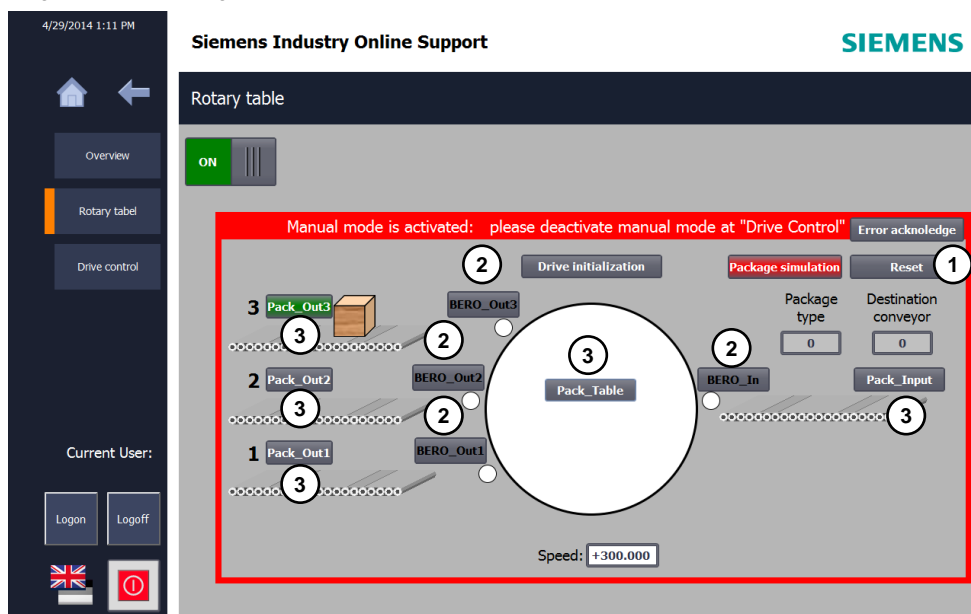 4/29/2014 1:11 PM
Siemens Industry Online Support
SIEMENS
Rotary table
Overview
ON
Rotary tabel
Manual mode is activated: please deactivate manual mode at "Drive Control"
Error acknoledge
Drive control
2
Drive initialization
Package simulation
Reset
1
3
Pack_Out3
BERO_Out3
Package type
Destination conveyor
3
2
3
2
0
0
2
Pack_Out2
BERO_Out2
Pack_Table
BERO_In
Pack_Input
3
2
3
1
Pack_Out1
BERO_Out1
3
Current User:
Logon
Logoff
Speed:
+300.000